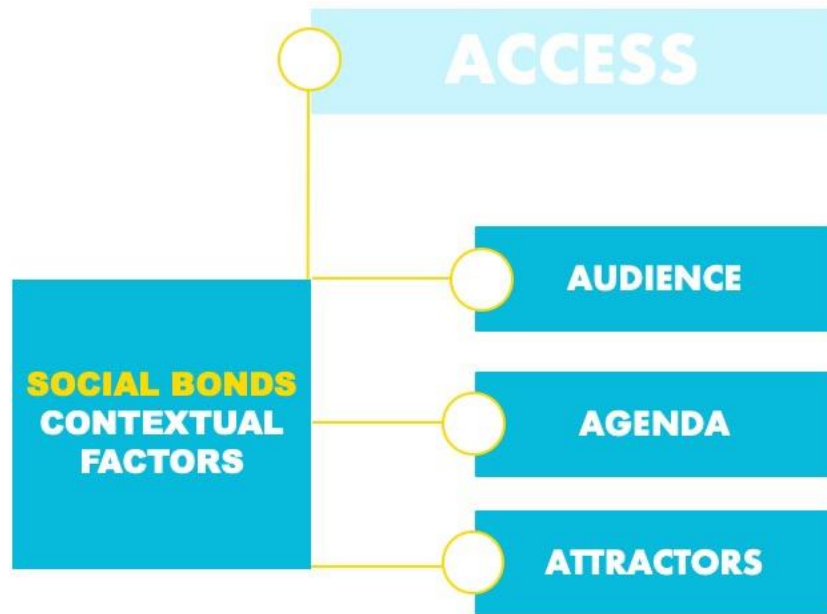 ACCESS
AUDIENCE
SOCIAL BONDS
CONTEXTUAL
FACTORS
AGENDA
ATTRACTORS